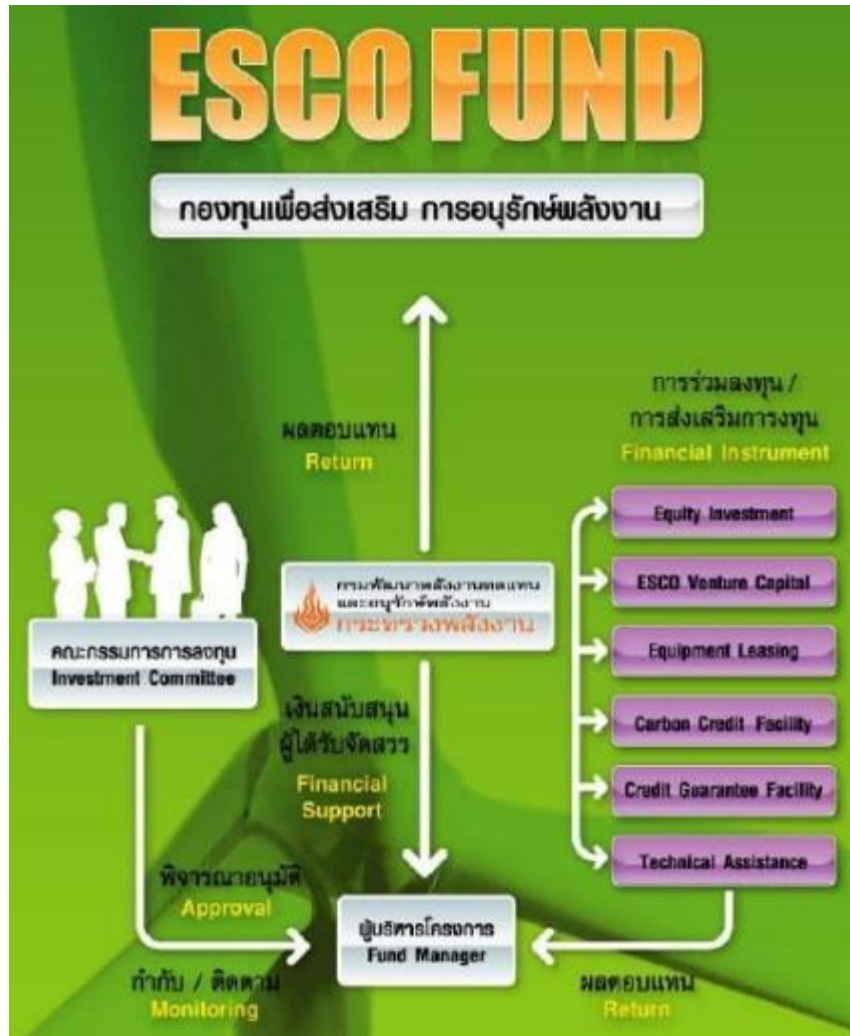 ESCO FUND
กองทุนเพื่อส่งเสริม การอนุรักษ์พลังงาน
ผลตอบแทน
Return
การร่วมลงทุน /
การส่งเสริมการงทุน
Financial Instrument
Equity Investment
ESCO Venture Capital
Equipment Leasing
Carbon Credit Facility
Credit Guarantee Facility
Technical Assistance
คณะกรรมการการลงทุน
Investment Committee
กรมพัฒนาพลังงานทดแทน
และอนุรักษ์พลังงาน
กระทรวงพลังงาน
เงินสนับสนุน
ผู้ได้รับจัดสรร
Financial
Support
พิจารณาอนุมัติ
Approval
กำกับ / ติดตาม
Monitoring
ผู้บริหารโครงการ
Fund Manager
ผลตอบแทน
Return